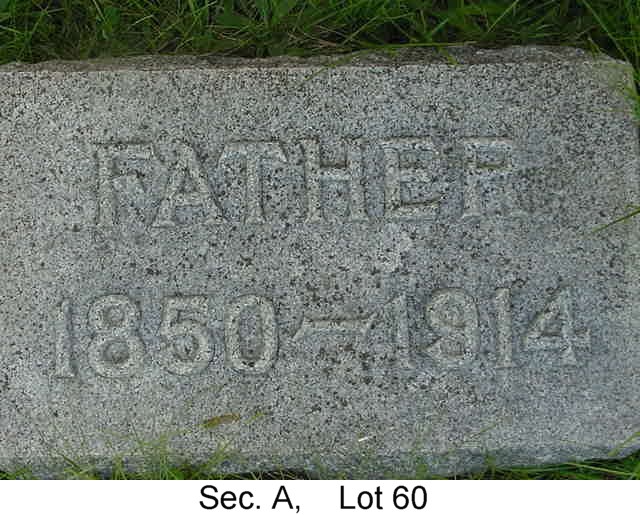 FATHER
1850–1914
Sec. A, Lot 60